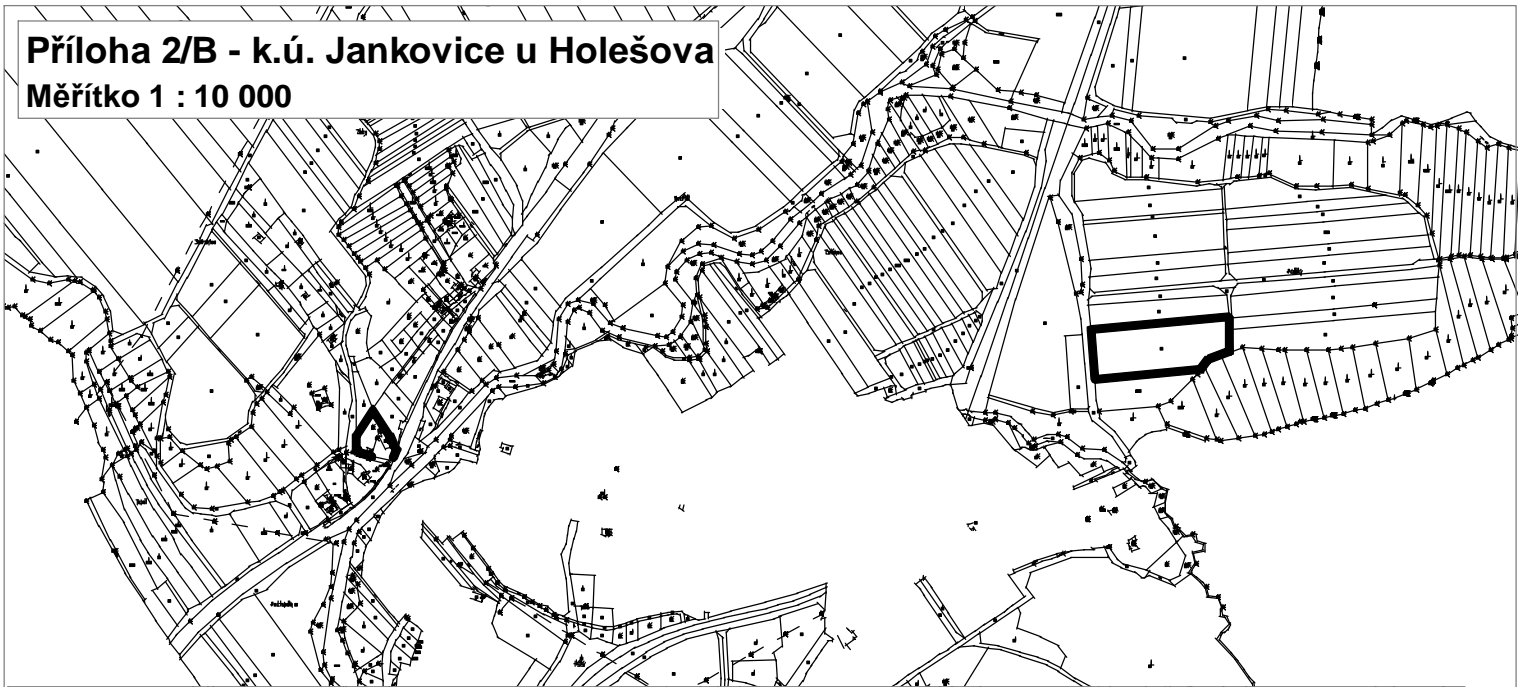 Příloha 2/B - k.ú. Jankovice u Holešova
Měřítko 1 : 10 000